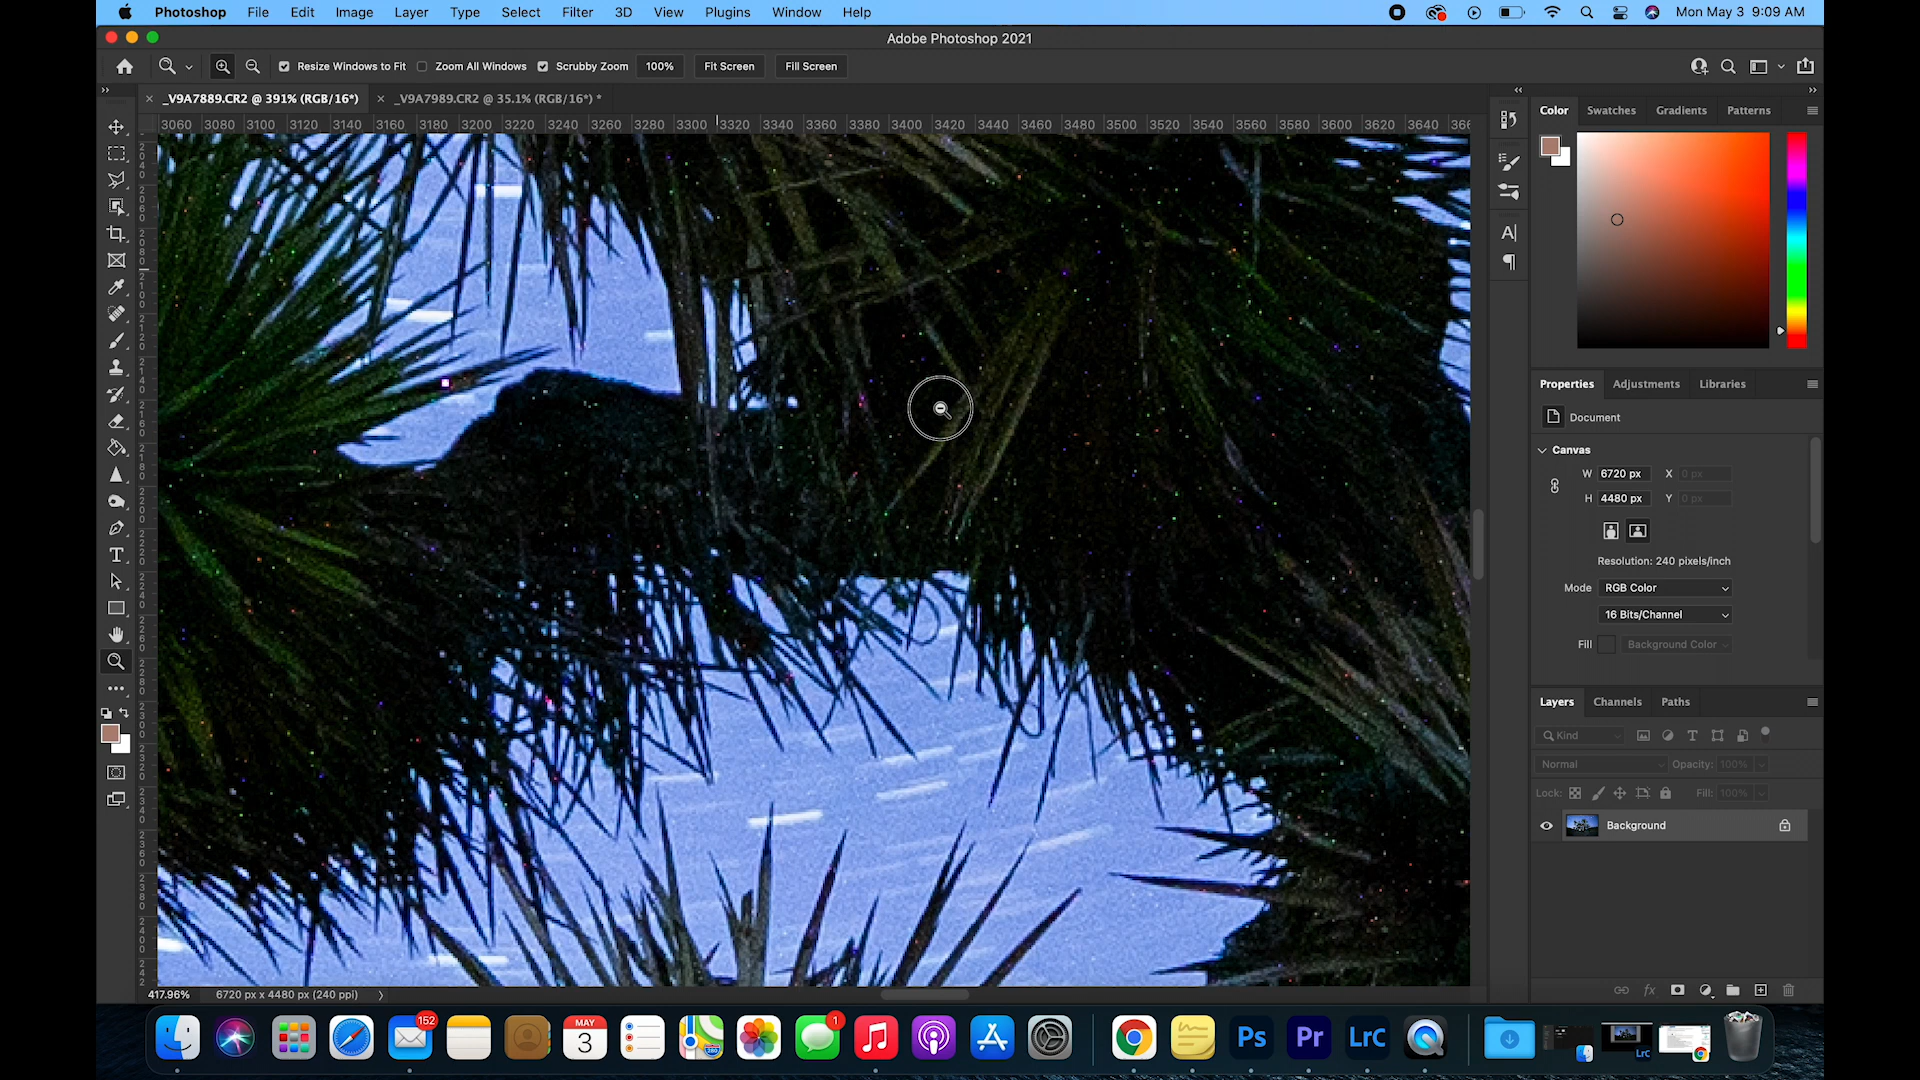 Photoshop File Edit Image Layer Type Select Filter 3D View Plugins Window Help Mon May 3 9:09 AM
Adobe Photoshop 2021
Resize Windows to Fit Zoom All Windows Scrubby Zoom 100% Fit Screen Fill Screen
_V9A7889.CR2 @ 391% (RGB/16*) _V9A7989.CR2 @ 35.1% (RGB/16*) *
3060 3080 3100 3120 3140 3160 3180 3200 3220 3240 3260 3280 3300 3320 3340 3360 3380 3400 3420 3440 3460 3480 3500 3520 3540 3560 3580 3600 3620 3640
Color Swatches Gradients Patterns
Properties Adjustments Libraries
Document
Canvas
W 6720 px X 0 px
H 4480 px Y 0 px
Resolution: 240 pixels/inch
Mode RGB Color
16 Bits/Channel
Fill Background Color
Layers Channels Paths
Kind
Normal Opacity: 100%
Lock: Fill: 100%
Background
417.96% 6720 px x 4480 px (240 ppi)
152
MAY
3
1
Ps Pr LrC